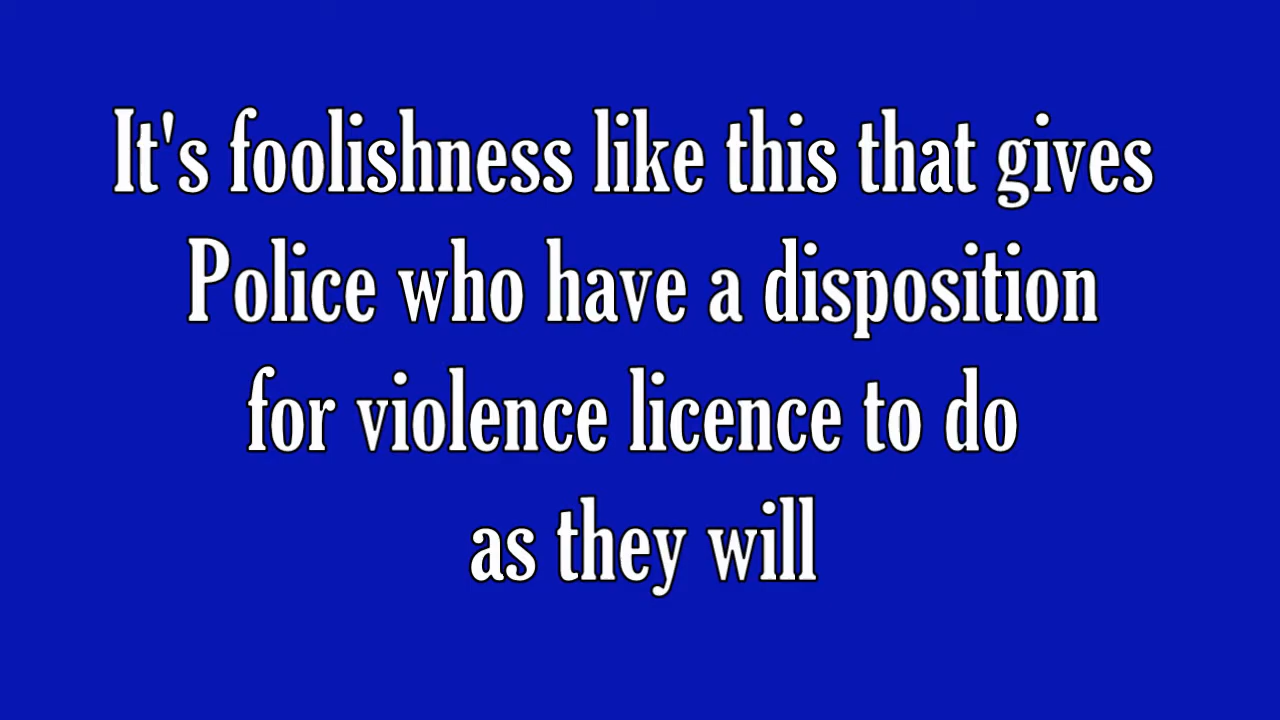 It's foolishness like this that gives
Police who have a disposition
for violence licence to do
as they will